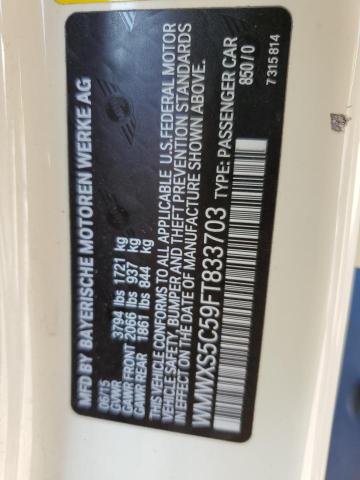 MFD BY BAYERISCHE MOTOREN WERKE AG
06/15
GVWR 3794 lbs 1721 kg
GAWR FRONT 2066 lbs 937 kg
GAWR REAR 1861 lbs 844 kg
THIS VEHICLE CONFORMS TO ALL APPLICABLE U.S.FEDERAL MOTOR
VEHICLE SAFETY, BUMPER AND THEFT PREVENTION STANDARDS
IN EFFECT ON THE DATE OF MANUFACTURE SHOWN ABOVE.
WMWXS5C59FT833703 TYPE: PASSENGER CAR
850/0
7 315 814